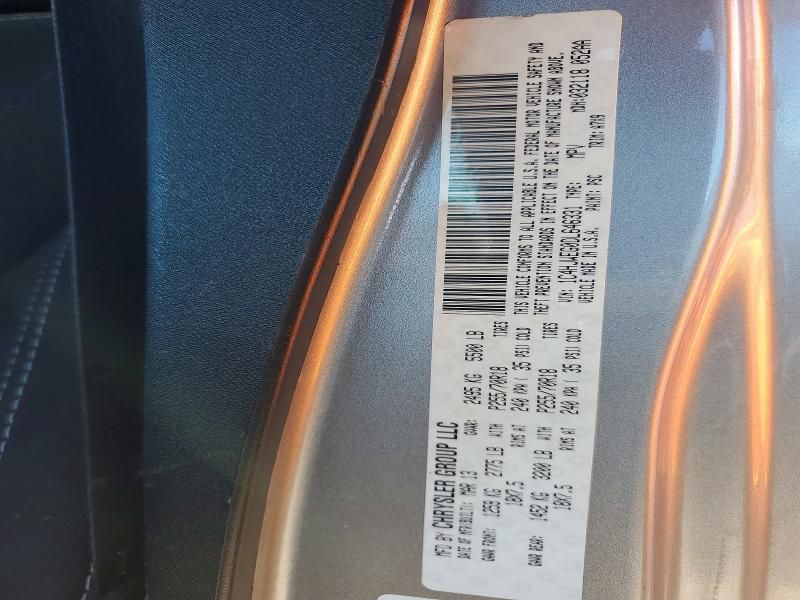 MFD BY CHRYSLER GROUP LLC
DATE OF MFR.(BUILT): MAR 13 GVWR: 2495 KG 5500 LB
GAWR FRONT: 1259 KG 2775 LB WITH P255/70R18 TIRES
18X7.5 RIMS AT 240 KPA ( 35 PSI) COLD
GAWR REAR: 1452 KG 3200 LB WITH P255/70R18 TIRES
18X7.5 RIMS AT 240 KPA ( 35 PSI) COLD
THIS VEHICLE CONFORMS TO ALL APPLICABLE U.S.A. FEDERAL MOTOR VEHICLE SAFETY AND
THEFT PREVENTION STANDARDS IN EFFECT ON THE DATE OF MANUFACTURE SHOWN ABOVE.
VIN: TYPE: MPV MDH:032118 052AA
VEHICLE MADE IN U.S.A. PAINT: PSC TRIM: A7X9